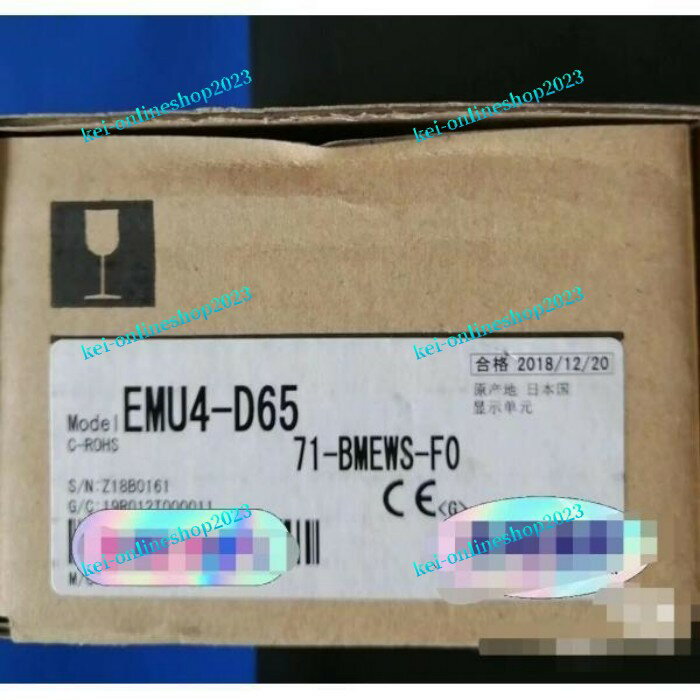 kei-onlineshop2023
kei-onlineshop2023
kei-onlineshop2023
kei-onlineshop2023
合格 2018/12/20
原产地 日本国
显示单元
Model EMU4-D65
C-ROHS
71-BMEWS-F0
S/N:Z18B0161
CE <G>
G/C:19B012T000011
kei-onlineshop2023
kei-onlineshop2023